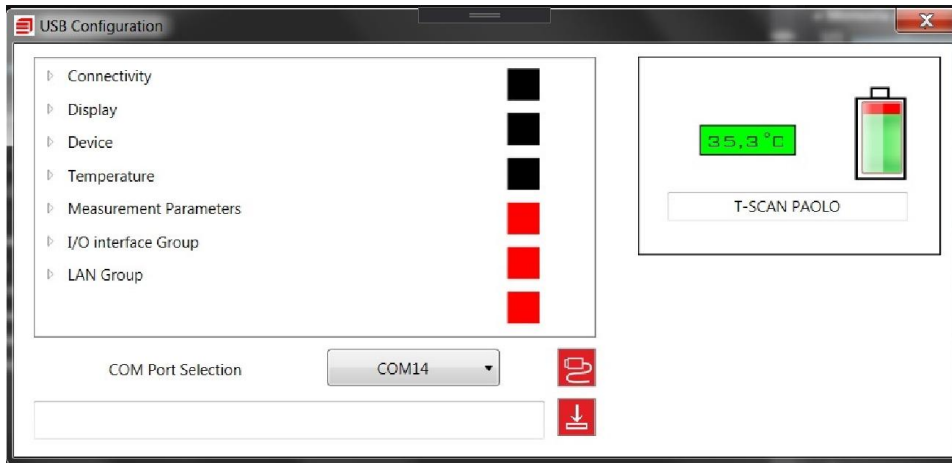 USB Configuration
Connectivity
Display
Device
Temperature
Measurement Parameters
I/O interface Group
LAN Group
COM Port Selection
COM14
35,3°C
T-SCAN PAOLO